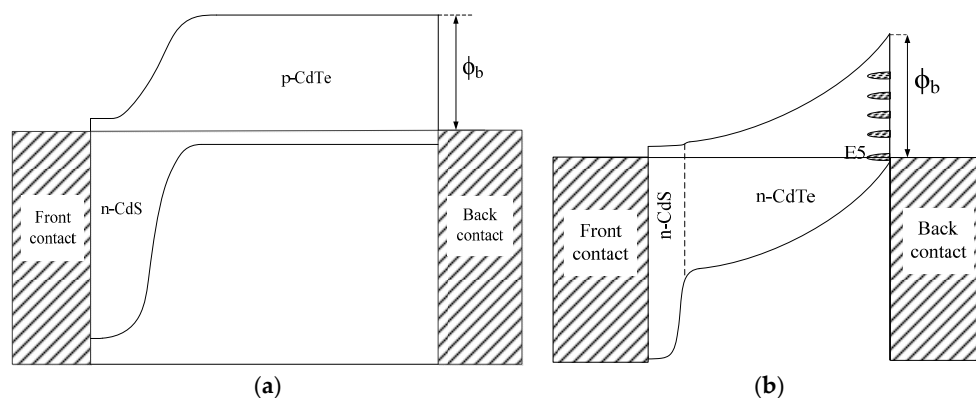 p-CdTe
ϕb
n-CdS
Front
contact
Back
contact
(a)
ϕb
E5
n-CdS
n-CdTe
Front
contact
Back
contact
(b)